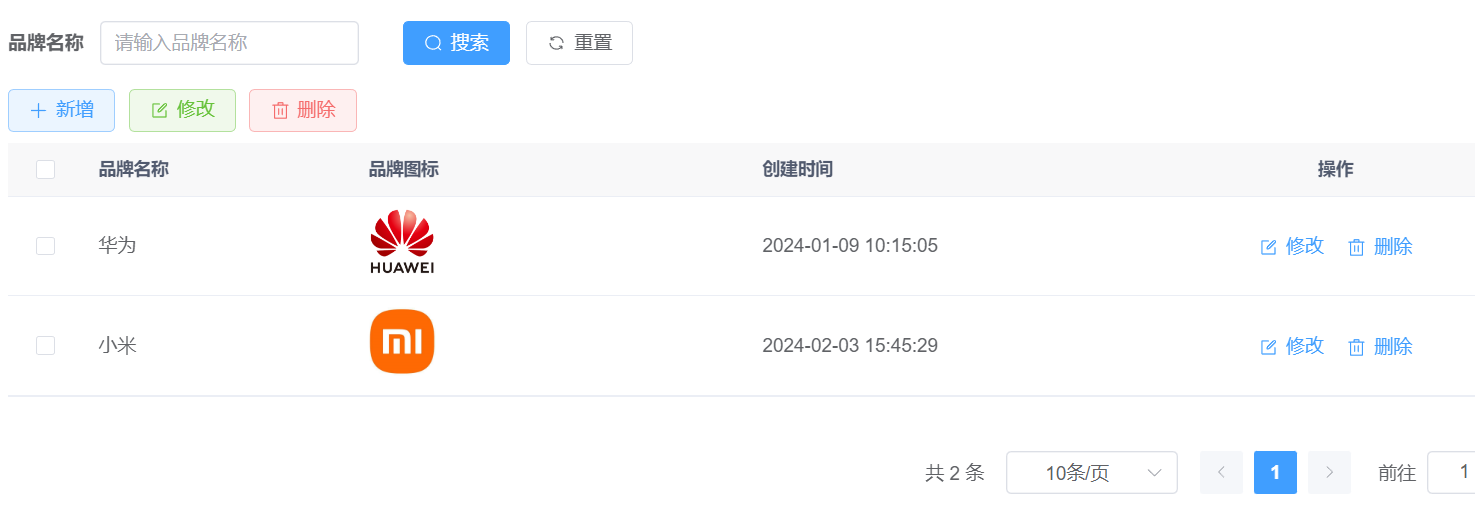 品牌名称 请输入品牌名称 搜索 重置
新增 修改 删除
品牌名称 品牌图标 创建时间 操作
华为 HUAWEI 2024-01-09 10:15:05 修改 删除
小米 mi 2024-02-03 15:45:29 修改 删除
共 2 条 10条/页 1 前往 1